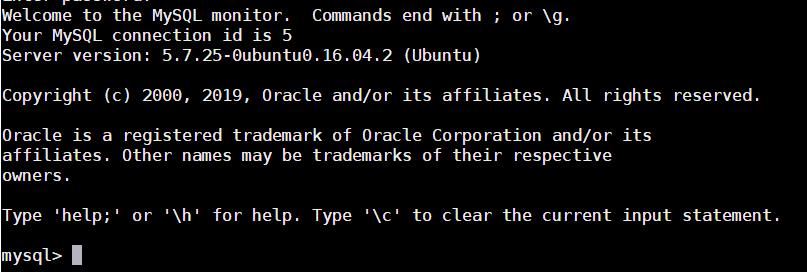 Enter password:
Welcome to the MySQL monitor.  Commands end with ; or \g.
Your MySQL connection id is 5
Server version: 5.7.25-0ubuntu0.16.04.2 (Ubuntu)
Copyright (c) 2000, 2019, Oracle and/or its affiliates. All rights reserved.
Oracle is a registered trademark of Oracle Corporation and/or its
affiliates. Other names may be trademarks of their respective
owners.
Type 'help;' or '\h' for help. Type '\c' to clear the current input statement.
mysql>